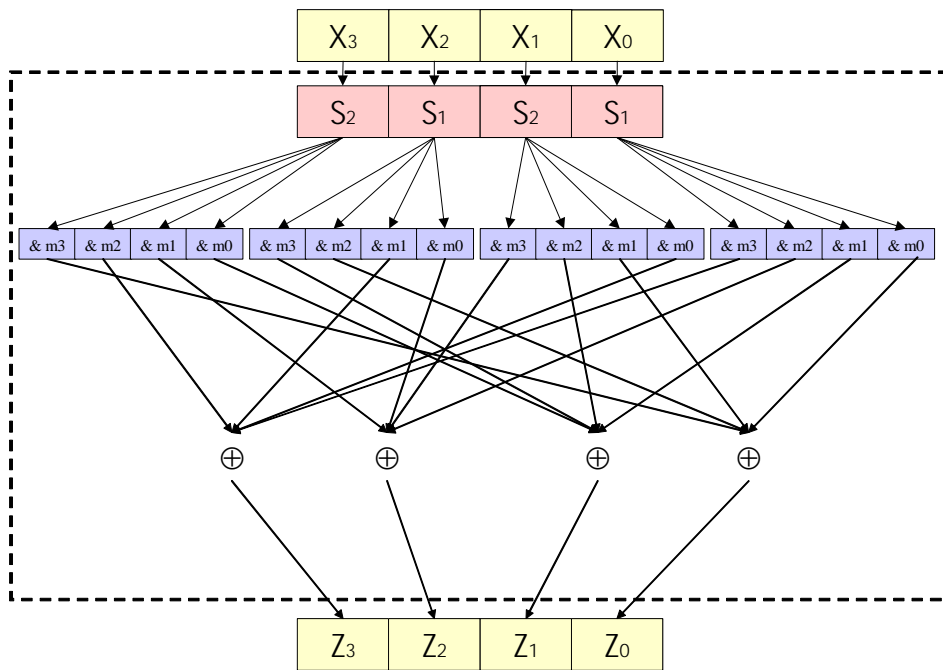 X3 X2 X1 X0
S2 S1 S2 S1
& m3 & m2 & m1 & m0 & m3 & m2 & m1 & m0 & m3 & m2 & m1 & m0 & m3 & m2 & m1 & m0
⊕ ⊕ ⊕ ⊕
Z3 Z2 Z1 Z0